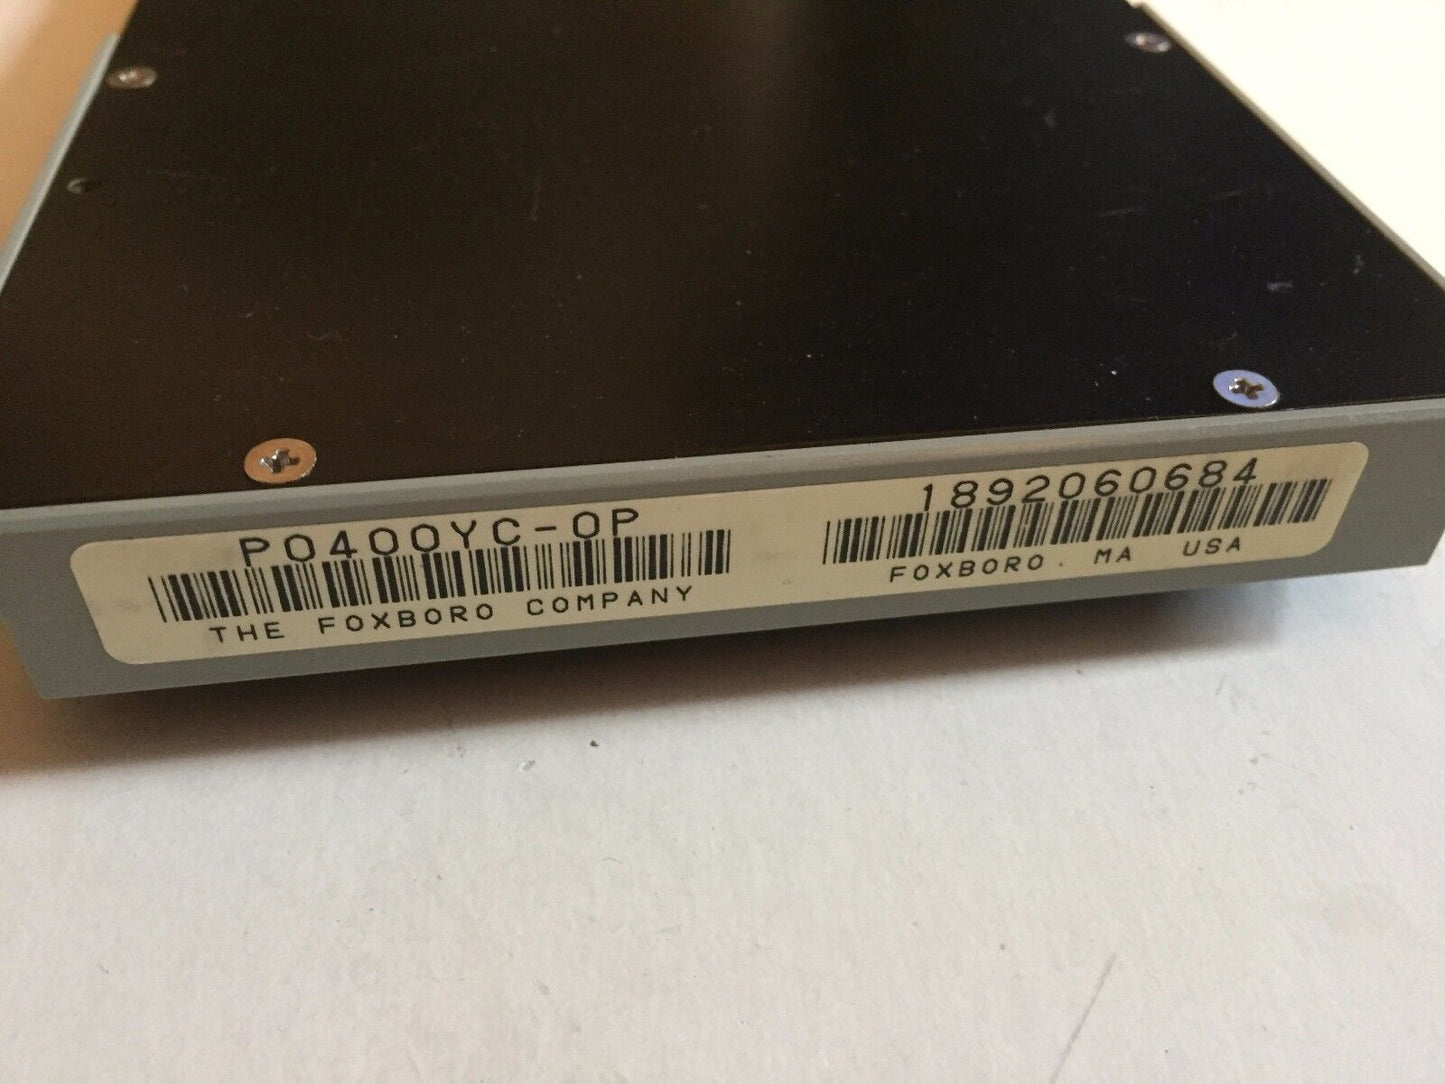 P0400YC-0P
THE FOXBORO COMPANY
1892060684
FOXBORO. MA USA